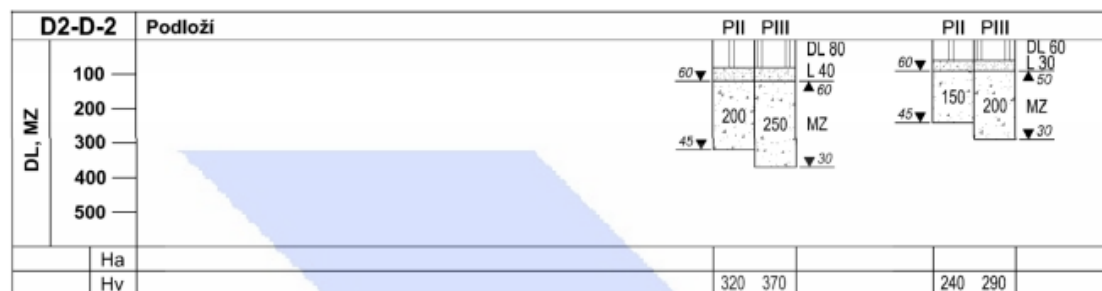 D2-D-2 Podloží PII PIII PII PIII
DL 80 DL 60
60 L 40 60 L 30
100 60 50
200 200 250 MZ 150 200 MZ
300 45 45 30
400 30
500
DL, MZ
Ha
Hv 320 370 240 290